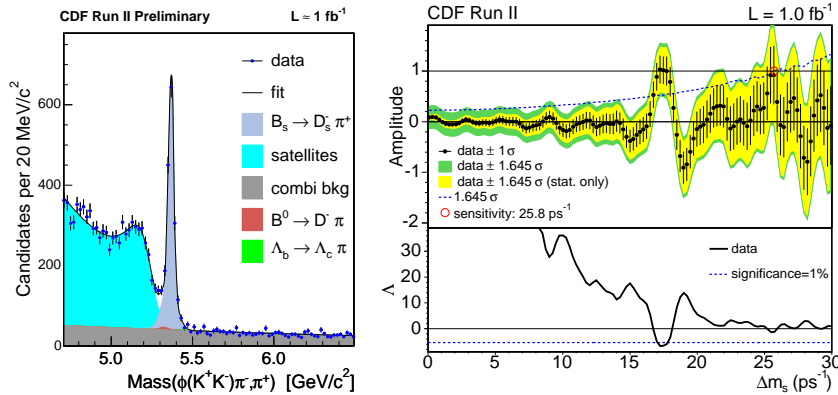 CDF Run II Preliminary L ≈ 1 fb⁻¹
Candidates per 20 MeV/c²
600
400
200
0
data
fit
Bₛ → Dₛ⁻ π⁺
satellites
combi bkg
B⁰ → D⁻ π
Λ_b → Λ_c π
5.0 5.5 6.0
Mass(ϕ(K⁺K⁻)π⁻,π⁺) [GeV/c²]
CDF Run II L = 1.0 fb⁻¹
Amplitude
1
0
-1
-2
data ± 1 σ
data ± 1.645 σ
data ± 1.645 σ (stat. only)
1.645 σ
sensitivity: 25.8 ps⁻¹
Λ
30
20
10
0
data
significance=1%
0 5 10 15 20 25 30
Δmₛ (ps⁻¹)